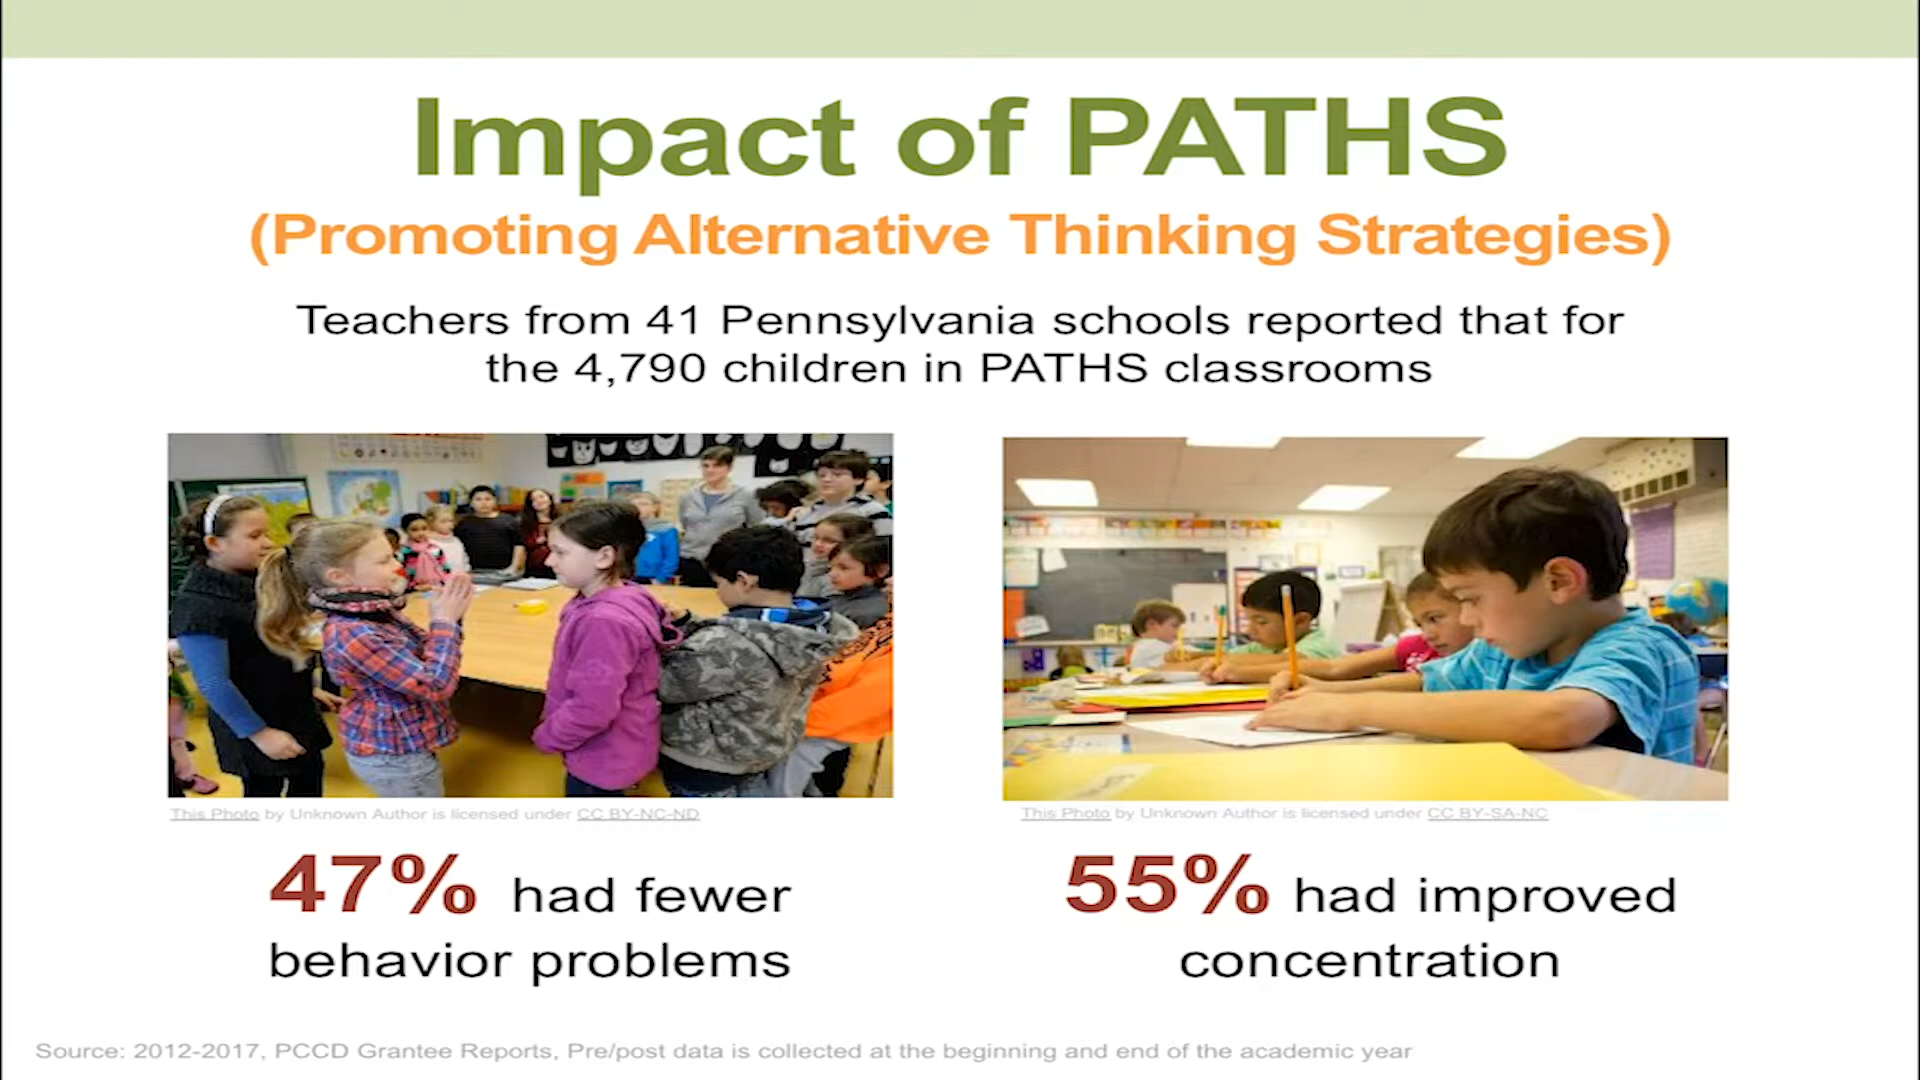 Impact of PATHS
(Promoting Alternative Thinking Strategies)
Teachers from 41 Pennsylvania schools reported that for
the 4,790 children in PATHS classrooms
This Photo by Unknown Author is licensed under CC BY-NC-ND
This Photo by Unknown Author is licensed under CC BY-SA-NC
47% had fewer
behavior problems
55% had improved
concentration
Source: 2012-2017, PCCD Grantee Reports, Pre/post data is collected at the beginning and end of the academic year